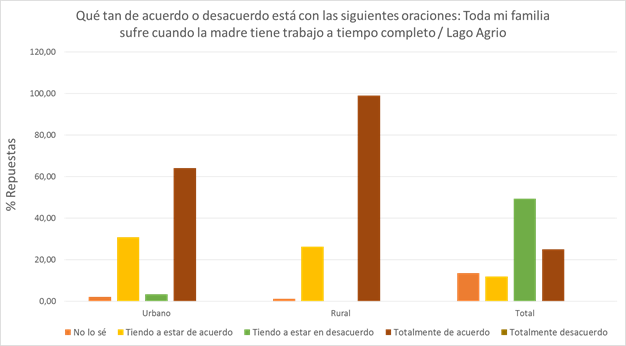 Qué tan de acuerdo o desacuerdo está con las siguientes oraciones: Toda mi familia
sufre cuando la madre tiene trabajo a tiempo completo / Lago Agrio
120,00
100,00
80,00
60,00
40,00
20,00
0,00
% Repuestas
Urbano Rural Total
No lo sé Tiendo a estar de acuerdo Tiendo a estar en desacuerdo Totalmente de acuerdo Totalmente desacuerdo